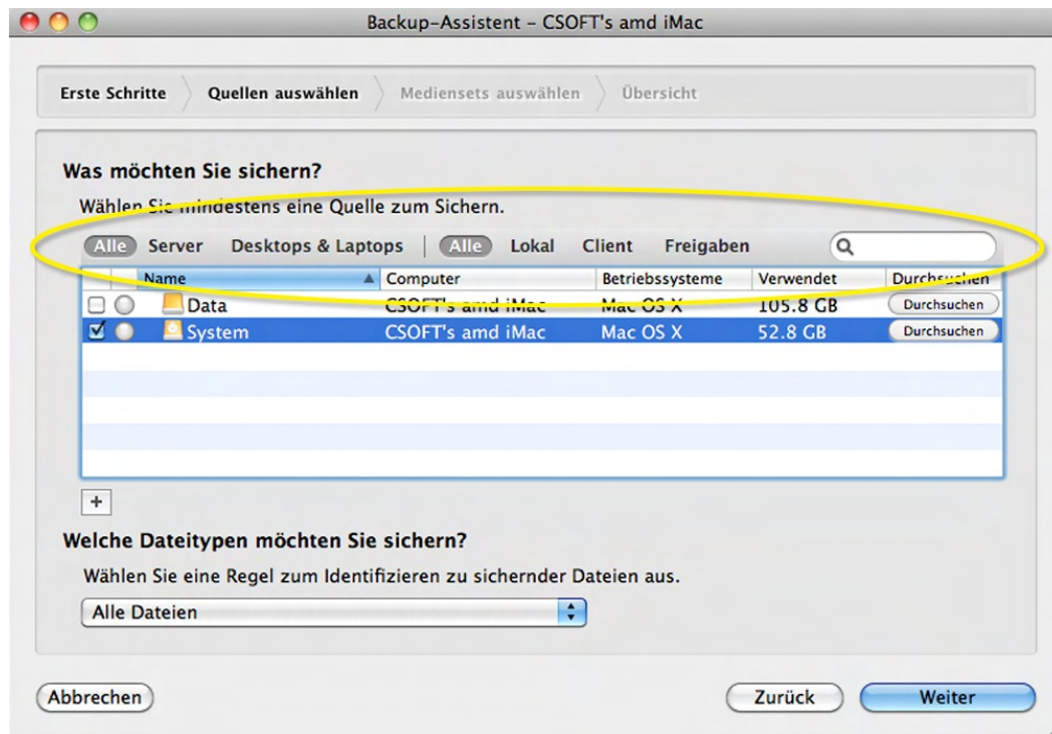 Backup-Assistent – CSOFT's amd iMac
Erste Schritte Quellen auswählen Mediensets auswählen Übersicht
Was möchten Sie sichern?
Wählen Sie mindestens eine Quelle zum Sichern.
Alle Server Desktops & Laptops Alle Lokal Client Freigaben
Name Computer Betriebssysteme Verwendet Durchsuchen
Data CSOFT's amd iMac Mac OS X 105.8 GB Durchsuchen
System CSOFT's amd iMac Mac OS X 52.8 GB Durchsuchen
+
Welche Dateitypen möchten Sie sichern?
Wählen Sie eine Regel zum Identifizieren zu sichernder Dateien aus.
Alle Dateien
Abbrechen Zurück Weiter